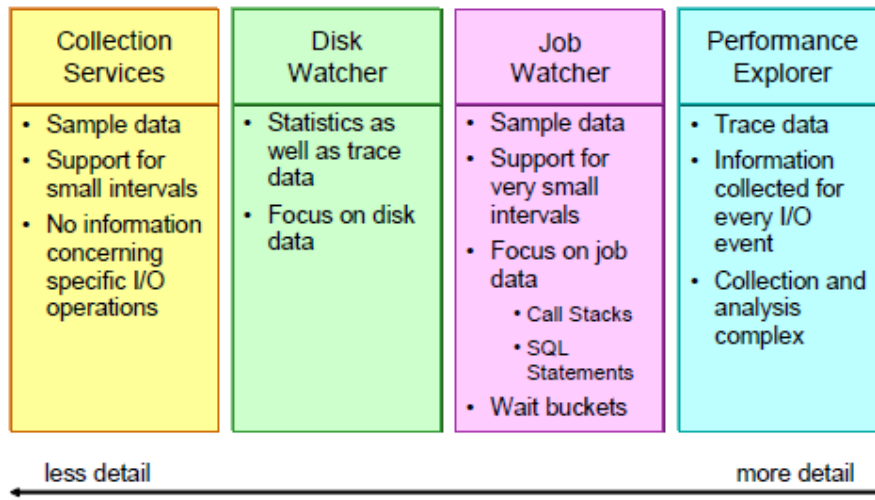 Collection
Services
• Sample data
• Support for
small intervals
• No information
concerning
specific I/O
operations
Disk
Watcher
• Statistics as
well as trace
data
• Focus on disk
data
Job
Watcher
• Sample data
• Support for
very small
intervals
• Focus on job
data
• Call Stacks
• SQL
Statements
• Wait buckets
Performance
Explorer
• Trace data
• Information
collected for
every I/O
event
• Collection and
analysis
complex
less detail
more detail